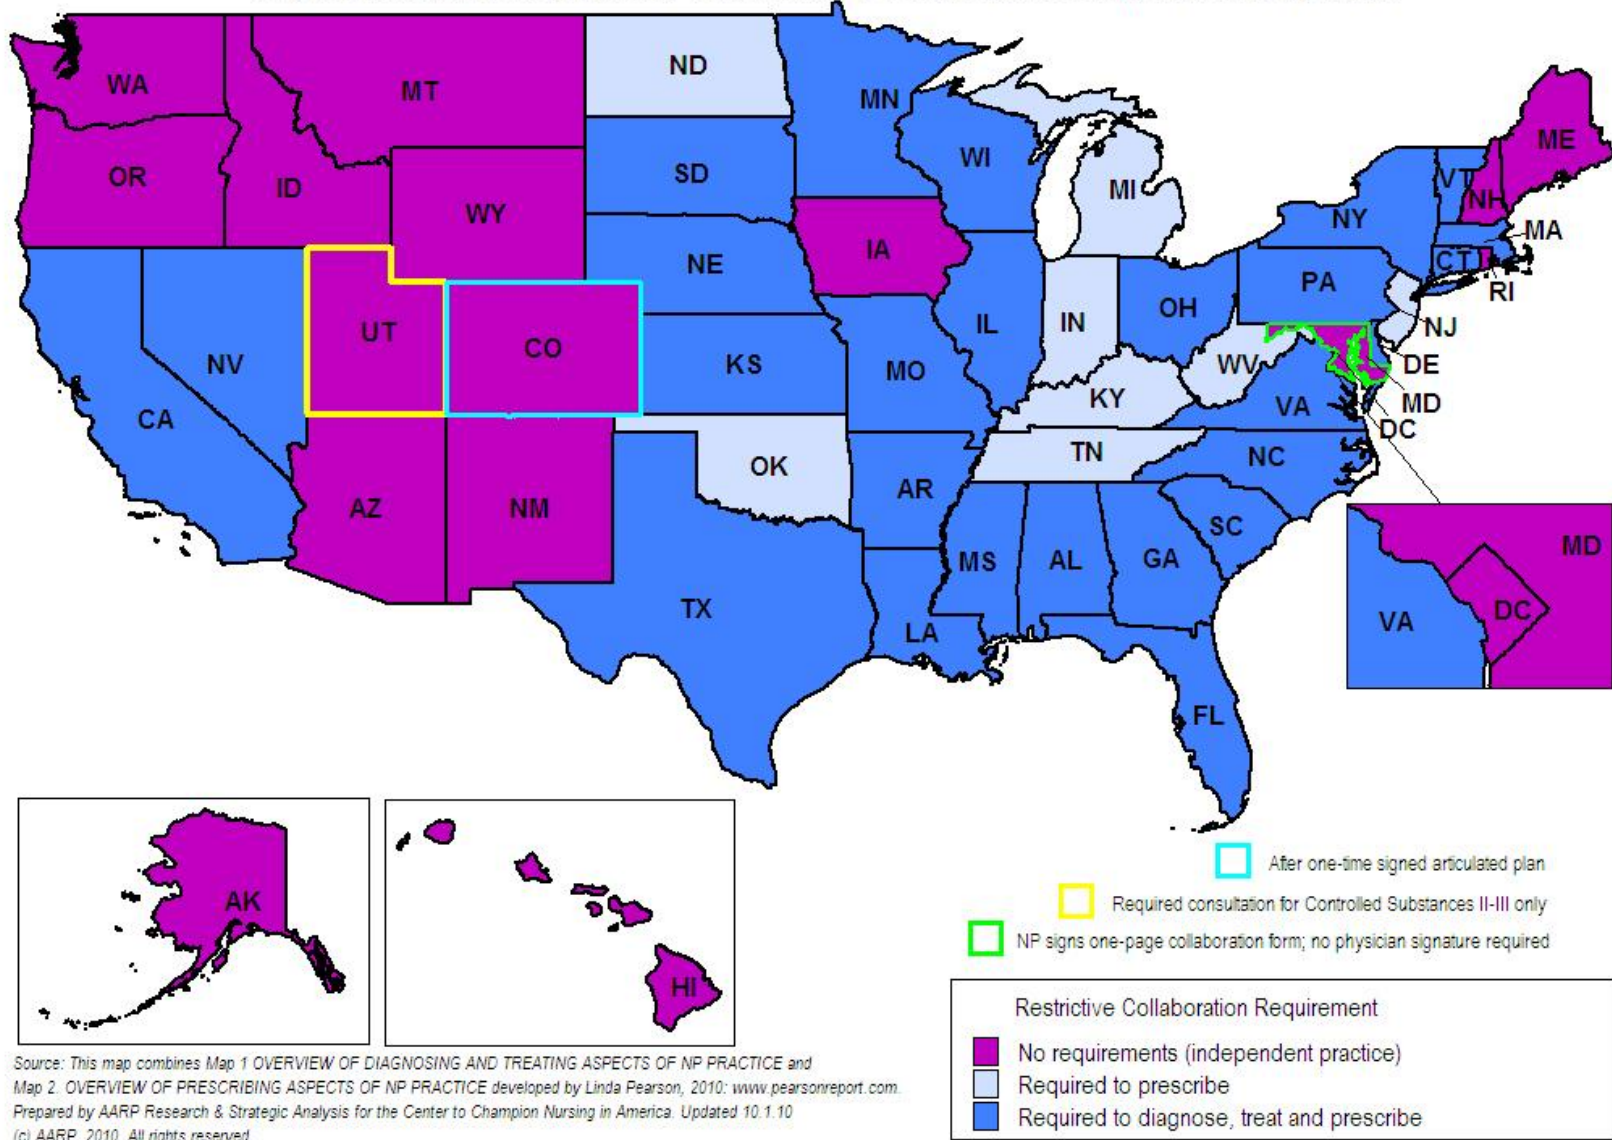 WA
MT
ND
MN
OR
ID
SD
WI
MI
ME
VT
NH
WY
NY
MA
IA
NE
CT
RI
PA
UT
CO
NV
IL
IN
OH
NJ
KS
MO
WV
DE
CA
KY
VA
MD
DC
OK
TN
NC
AZ
NM
AR
SC
MS
AL
GA
MD
TX
LA
VA
DC
FL
AK
HI
After one-time signed articulated plan
Required consultation for Controlled Substances II-III only
NP signs one-page collaboration form; no physician signature required
Restrictive Collaboration Requirement
No requirements (independent practice)
Required to prescribe
Required to diagnose, treat and prescribe
Source: This map combines Map 1 OVERVIEW OF DIAGNOSING AND TREATING ASPECTS OF NP PRACTICE and
Map 2. OVERVIEW OF PRESCRIBING ASPECTS OF NP PRACTICE developed by Linda Pearson, 2010: www.pearsonreport.com.
Prepared by AARP Research & Strategic Analysis for the Center to Champion Nursing in America. Updated 10.1.10
(c) AARP, 2010. All rights reserved